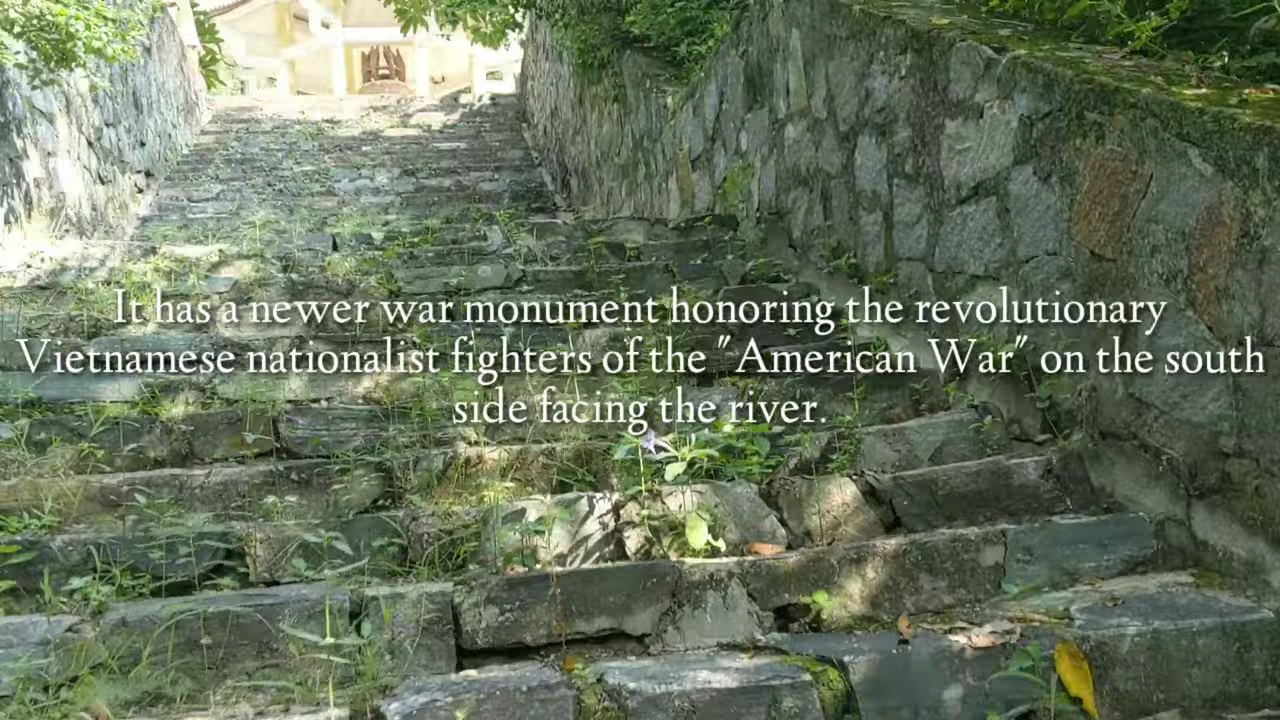 It has a newer war monument honoring the revolutionary
Vietnamese nationalist fighters of the "American War" on the south
side facing the river.